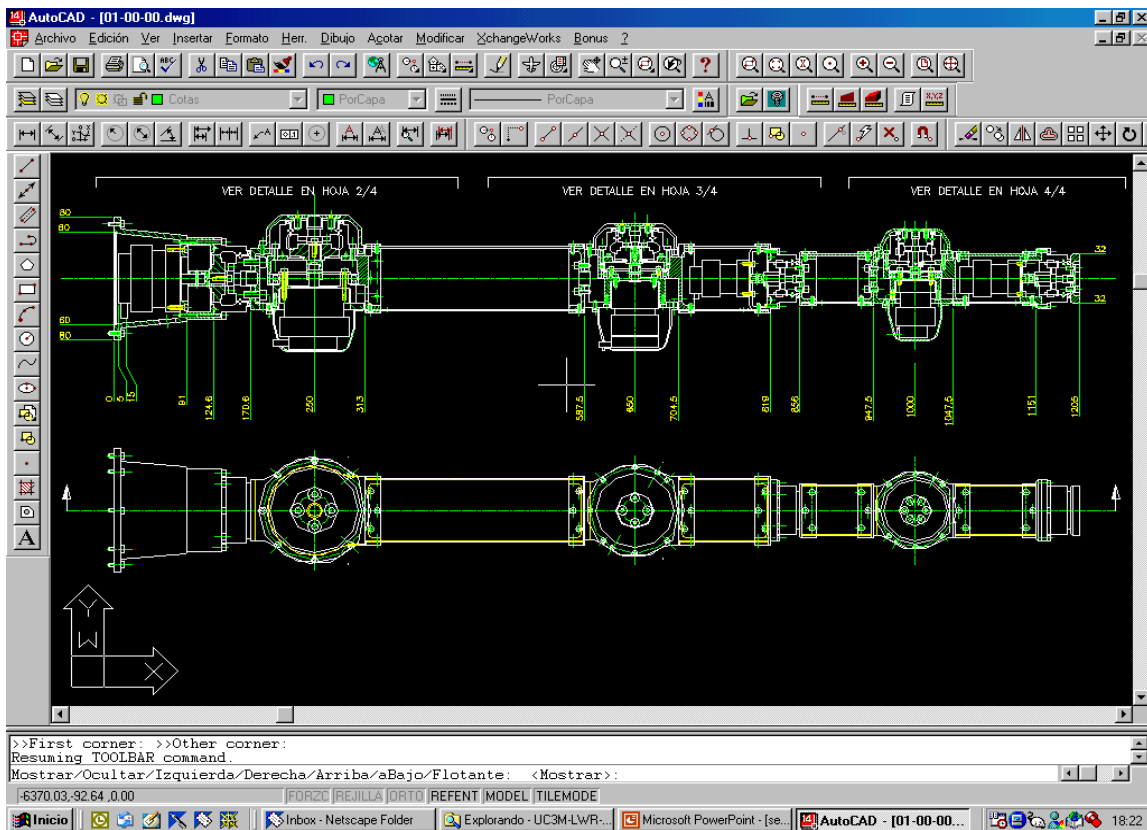 AutoCAD - [01-00-00.dwg]
Archivo Edición Ver Insertar Formato Herr. Dibujo Acotar Modificar XchangeWorks Bonus ?
Cotas PorCapa PorCapa
VER DETALLE EN HOJA 2/4 VER DETALLE EN HOJA 3/4 VER DETALLE EN HOJA 4/4
80
60
32
32
60
80
0 5 15 91 124.6 170.6 250 313 587.5 650 704.5 819 856 947.5 1000 1047.5 1151 1205
Y
W
X
>>First corner: >>Other corner:
Resuming TOOLBAR command.
Mostrar/Ocultar/Izquierda/Derecha/Arriba/aBajo/Flotante: <Mostrar>:
-6370.03,-92.64 ,0.00 FORZC REJILLA ORTO REFENT MODEL TILEMODE
Inicio Inbox - Netscape Folder Explorando - UC3M-LWR-... Microsoft PowerPoint - [se... AutoCAD - [01-00-00... 18:22